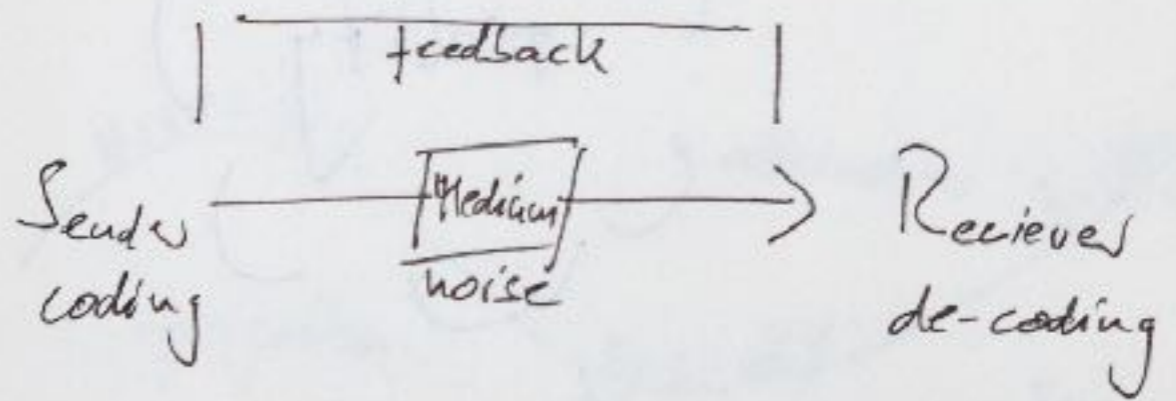 feedback
Sender
coding
Medium
noise
Reciever
de-coding